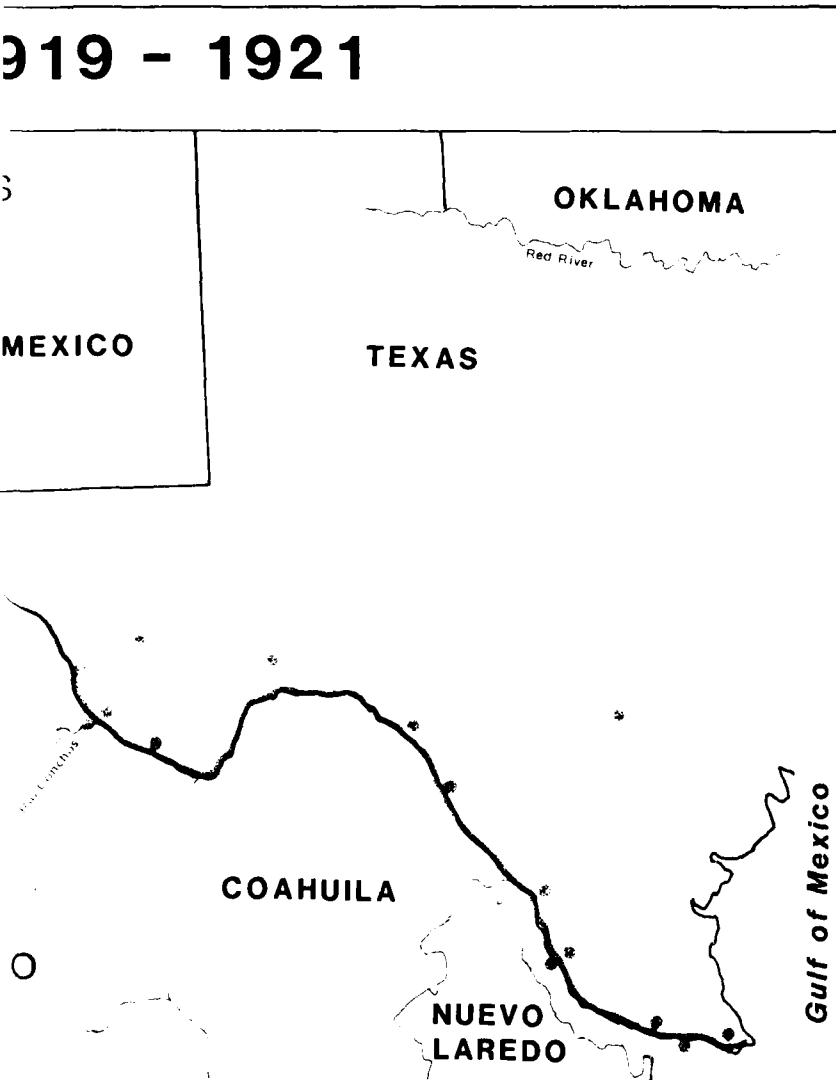 919 - 1921
S
OKLAHOMA
Red River
MEXICO
TEXAS
Gulf of Mexico
COAHUILA
O
NUEVO
LAREDO